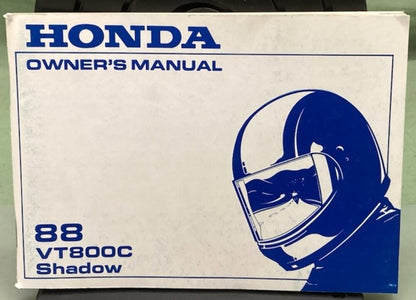 HONDA
OWNER'S MANUAL
88
VT800C
Shadow